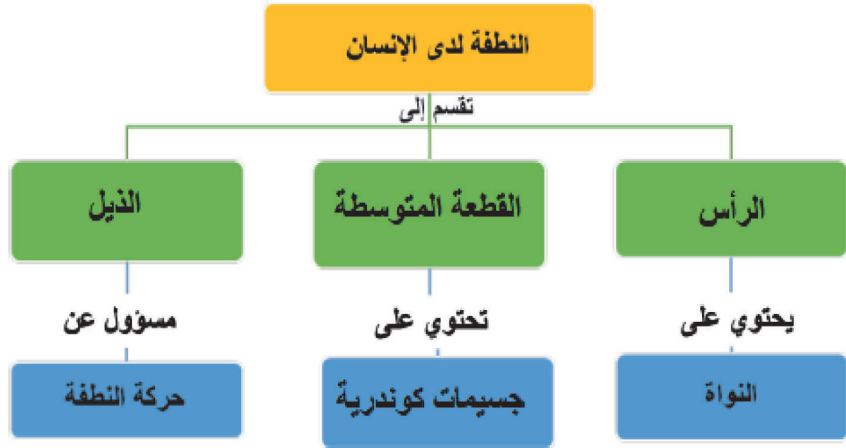 النطفة لدى الإنسان
تقسم إلى
الرأس
القطعة المتوسطة
الذيل
يحتوي على
تحتوي على
مسؤول عن
النواة
جسيمات كوندرية
حركة النطفة